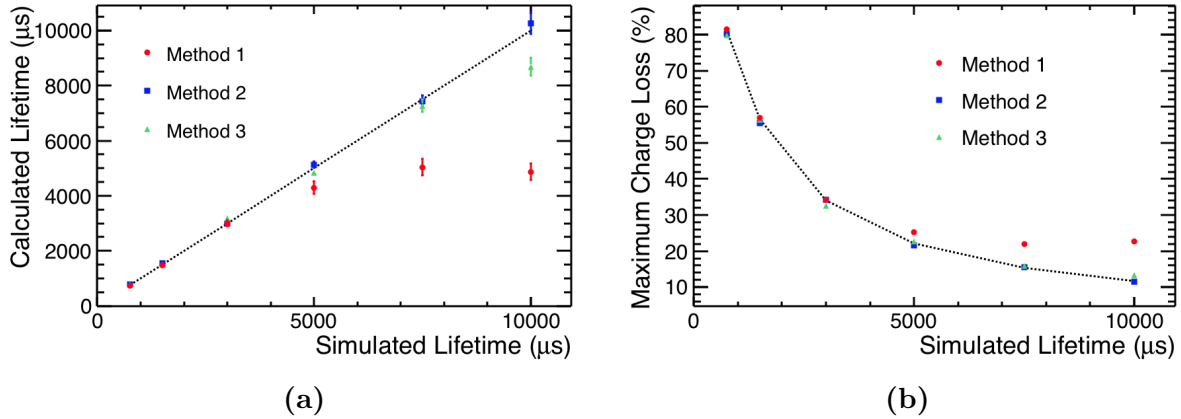 Calculated Lifetime (μs)
10000
8000
6000
4000
2000
0
Method 1
Method 2
Method 3
0
5000
10000
Simulated Lifetime (μs)
(a)
Maximum Charge Loss (%)
80
70
60
50
40
30
20
10
Method 1
Method 2
Method 3
0
5000
10000
Simulated Lifetime (μs)
(b)